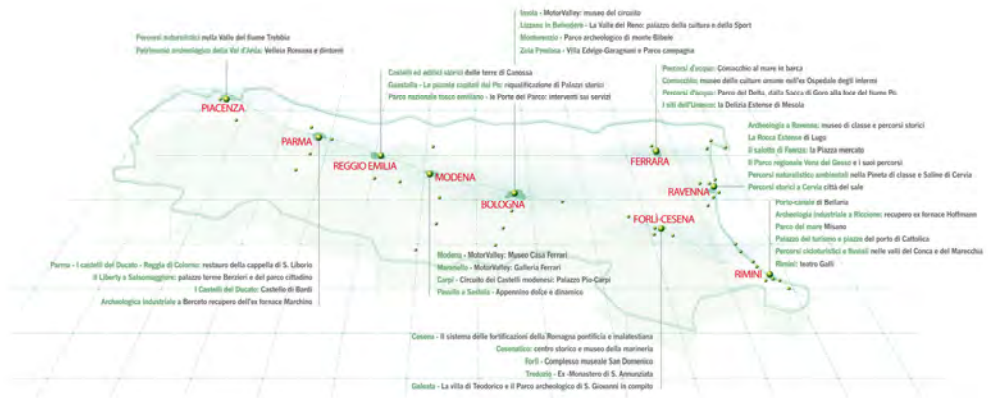 Imola - MotorValley: museo del circuito
Lizzano in Belvedere - La Valle del Reno: palazzo della cultura e dello Sport
Monterenzio - Parco archeologico di monte Bibele
Zola Predosa - Villa Edvige-Garagnani e Parco campagna
Percorsi naturalistici nella Valle del fiume Trebbia
Patrimonio archeologico della Val d'Arda: Velleia Romana e dintorni
Castelli ed edifici storici delle terre di Canossa
Guastalla - Le piccole capitali del Po: riqualificazione di Palazzi storici
Parco nazionale tosco emiliano - le Porte del Parco: interventi sui servizi
Percorsi d'acqua: Comacchio al mare in barca
Comacchio: museo delle culture umane nell'ex Ospedale degli infermi
Percorsi d'acqua: Parco del Delta, dalla Sacca di Goro alla foce del fiume Po
I siti dell'Unesco: la Delizia Estense di Mesola
PIACENZA
PARMA
REGGIO EMILIA
MODENA
BOLOGNA
FERRARA
RAVENNA
FORLÌ-CESENA
RIMINI
Archeologia a Ravenna: museo di classe e percorsi storici
La Rocca Estense di Lugo
Il salotto di Faenza: la Piazza mercato
Il Parco regionale Vena del Gesso e i suoi percorsi
Percorsi naturalistico ambientali nella Pineta di classe e Saline di Cervia
Percorsi storici a Cervia città del sale
Porto-canale di Bellaria
Archeologia industriale a Riccione: recupero ex fornace Hoffmann
Parco del mare Misano
Palazzo del turismo e piazze del porto di Cattolica
Percorsi cicloturistici e fluviali nelle valli del Conca e del Marecchia
Rimini: teatro Galli
Parma - I castelli del Ducato - Reggia di Colorno: restauro della cappella di S. Liborio
Il Liberty a Salsomaggiore: palazzo terme Berzieri e del parco cittadino
I Castelli del Ducato: Castello di Bardi
Archeologica industriale a Berceto recupero dell'ex fornace Marchino
Modena - MotorValley: Museo Casa Ferrari
Maranello - MotorValley: Galleria Ferrari
Carpi - Circuito dei Castelli modenesi: Palazzo Pio-Carpi
Pavullo e Sestola - Appennino dolce e dinamico
Cesena - Il sistema delle fortificazioni della Romagna pontificia e malatestiana
Cesenatico: centro storico e museo della marineria
Forlì - Complesso museale San Domenico
Tredozio - Ex -Monastero di S. Annunziata
Galeata - La villa di Teodorico e il Parco archeologico di S. Giovanni in compito